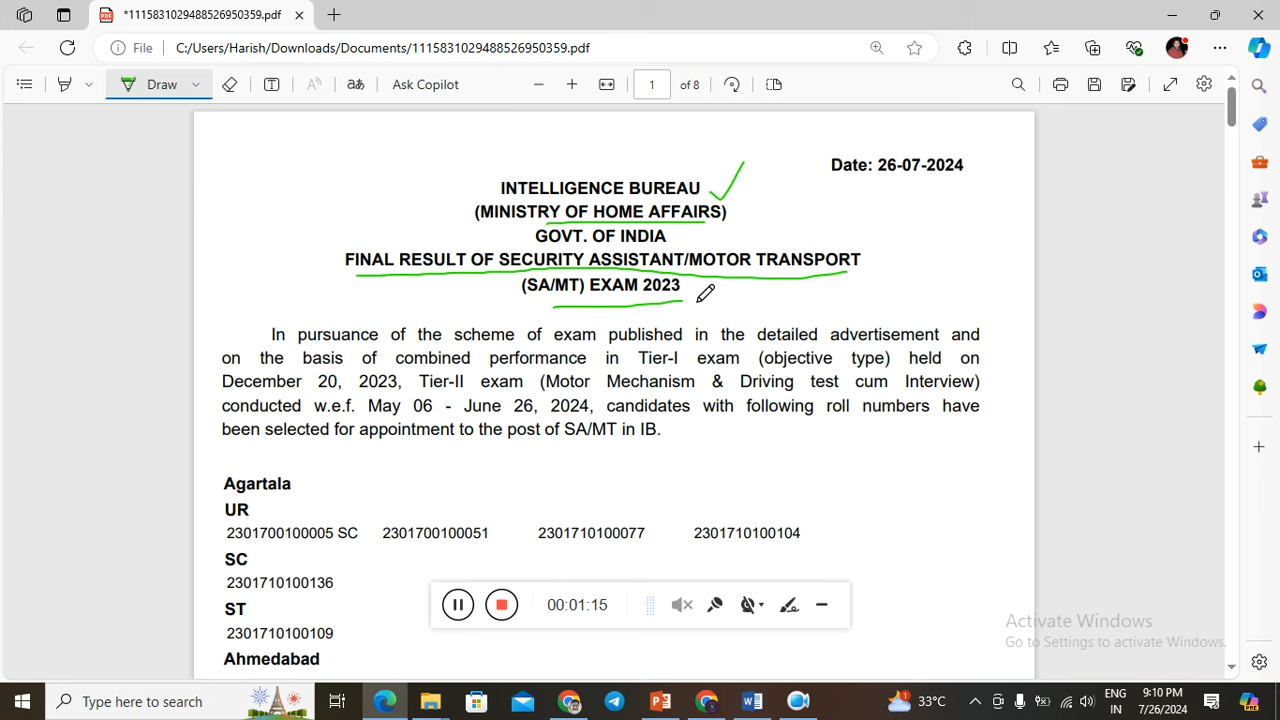 *1115831029488526950359.pdf
File
C:/Users/Harish/Downloads/Documents/1115831029488526950359.pdf
Draw
Ask Copilot
1 of 8
Date: 26-07-2024
INTELLIGENCE BUREAU
(MINISTRY OF HOME AFFAIRS)
GOVT. OF INDIA
FINAL RESULT OF SECURITY ASSISTANT/MOTOR TRANSPORT
(SA/MT) EXAM 2023
In pursuance of the scheme of exam published in the detailed advertisement and
on the basis of combined performance in Tier-I exam (objective type) held on
December 20, 2023, Tier-II exam (Motor Mechanism & Driving test cum Interview)
conducted w.e.f. May 06 - June 26, 2024, candidates with following roll numbers have
been selected for appointment to the post of SA/MT in IB.
Agartala
UR
2301700100005 SC 2301700100051 2301710100077 2301710100104
SC
2301710100136
ST
2301710100109
Ahmedabad
00:01:15
Activate Windows
Go to Settings to activate Windows.
Type here to search
33°C
ENG
IN
9:10 PM
7/26/2024